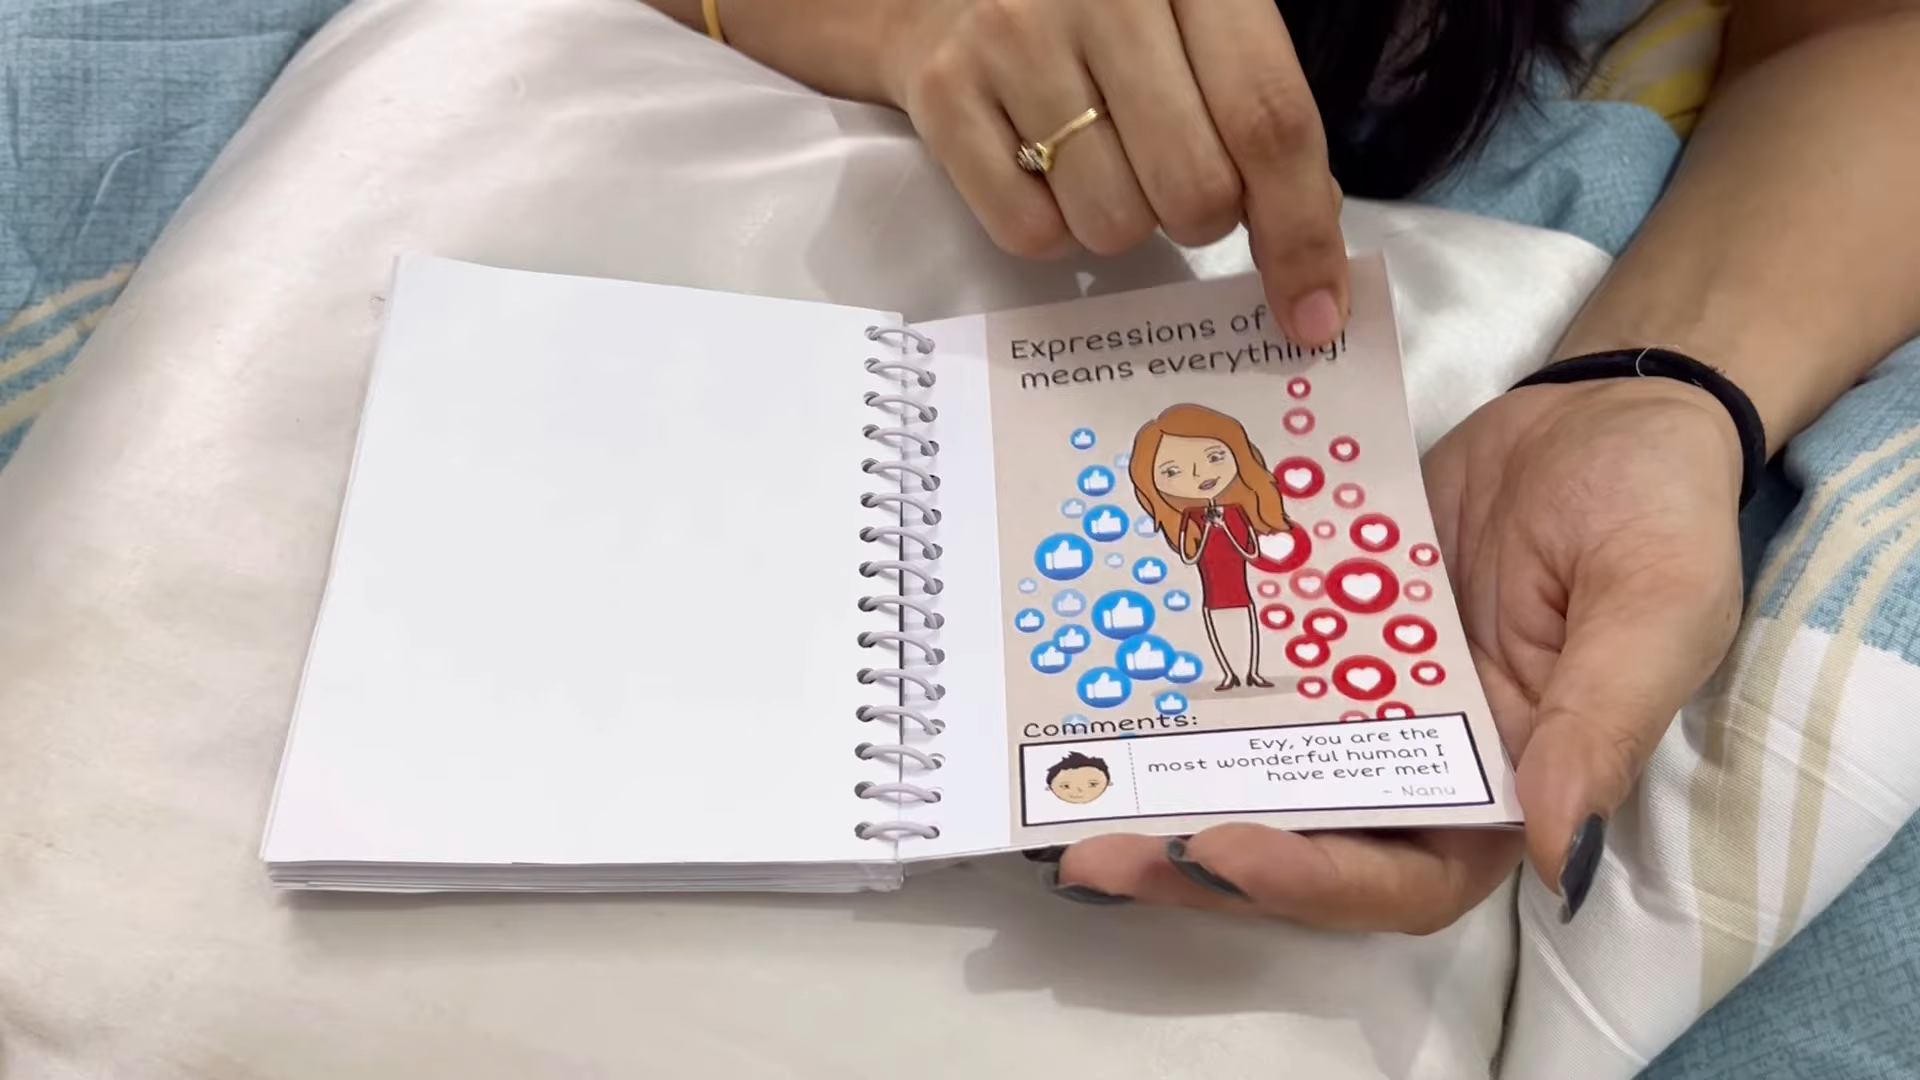 Expressions of
means everything!
Comments:
Evy, you are the
most wonderful human I
have ever met!
~ Nanu